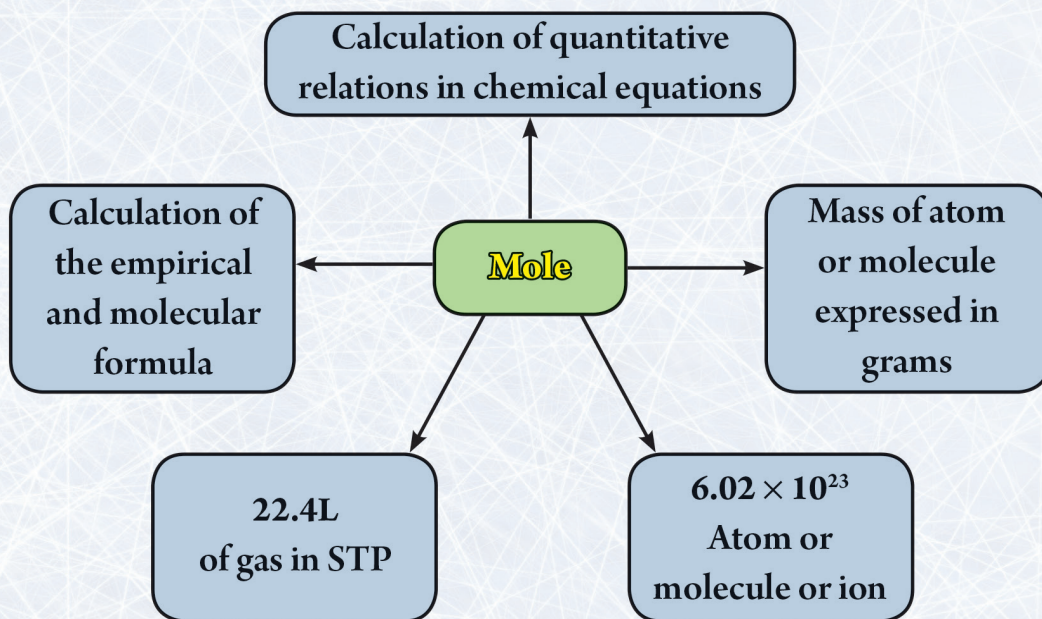 Calculation of quantitative
relations in chemical equations
Calculation of
the empirical
and molecular
formula
Mole
Mass of atom
or molecule
expressed in
grams
22.4L
of gas in STP
6.02 × 10²³
Atom or
molecule or ion